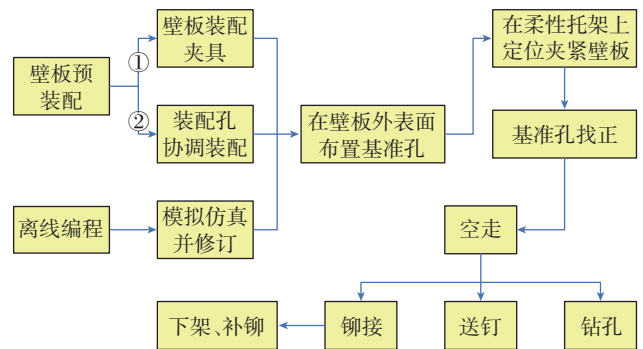 壁板预
装配
①
②
壁板装配
夹具
装配孔
协调装配
离线编程
模拟仿真
并修订
在壁板外表面
布置基准孔
在柔性托架上
定位夹紧壁板
基准孔找正
空走
下架、补铆
铆接
送钉
钻孔